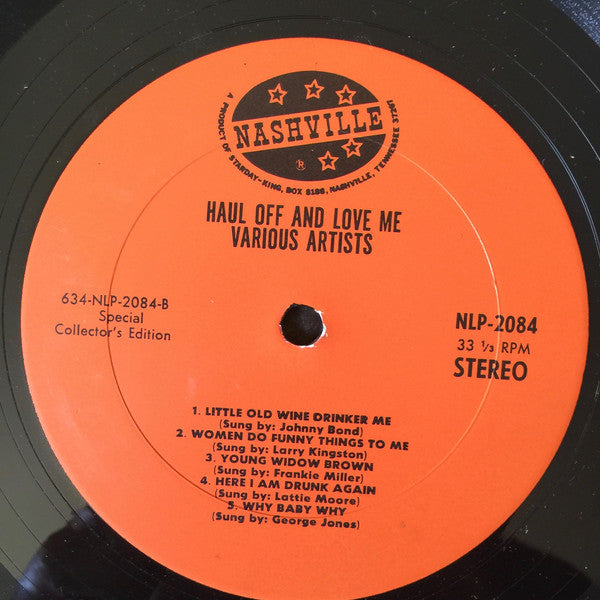 NASHVILLE
®
A PRODUCT OF STARDAY-KING, BOX 8188, NASHVILLE, TENNESSEE 37207
HAUL OFF AND LOVE ME
VARIOUS ARTISTS
634-NLP-2084-B
Special
Collector's Edition
NLP-2084
33 ⅓ RPM
STEREO
1. LITTLE OLD WINE DRINKER ME
(Sung by: Johnny Bond)
2. WOMEN DO FUNNY THINGS TO ME
(Sung by: Larry Kingston)
3. YOUNG WIDOW BROWN
(Sung by: Frankie Miller)
4. HERE I AM DRUNK AGAIN
(Sung by: Lattie Moore)
5. WHY BABY WHY
(Sung by: George Jones)